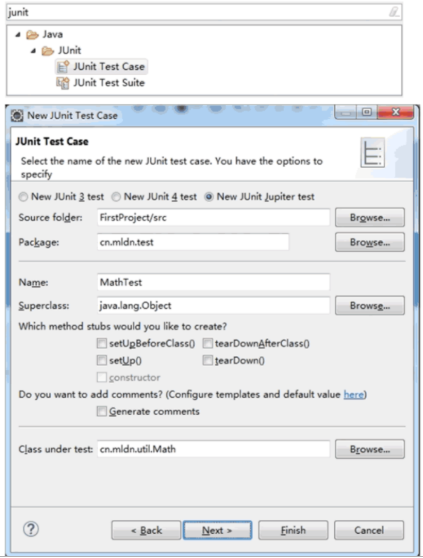 junit
Java
JUnit
JUnit Test Case
JUnit Test Suite
New JUnit Test Case
JUnit Test Case
Select the name of the new JUnit test case. You have the options to
specify
New JUnit 3 test New JUnit 4 test New JUnit Jupiter test
Source folder: FirstProject/src Browse...
Package: cn.mldn.test Browse...
Name: MathTest
Superclass: java.lang.Object Browse...
Which method stubs would you like to create?
setUpBeforeClass() tearDownAfterClass()
setUp() tearDown()
constructor
Do you want to add comments? (Configure templates and default value here)
Generate comments
Class under test: cn.mldn.util.Math Browse...
? < Back Next > Finish Cancel